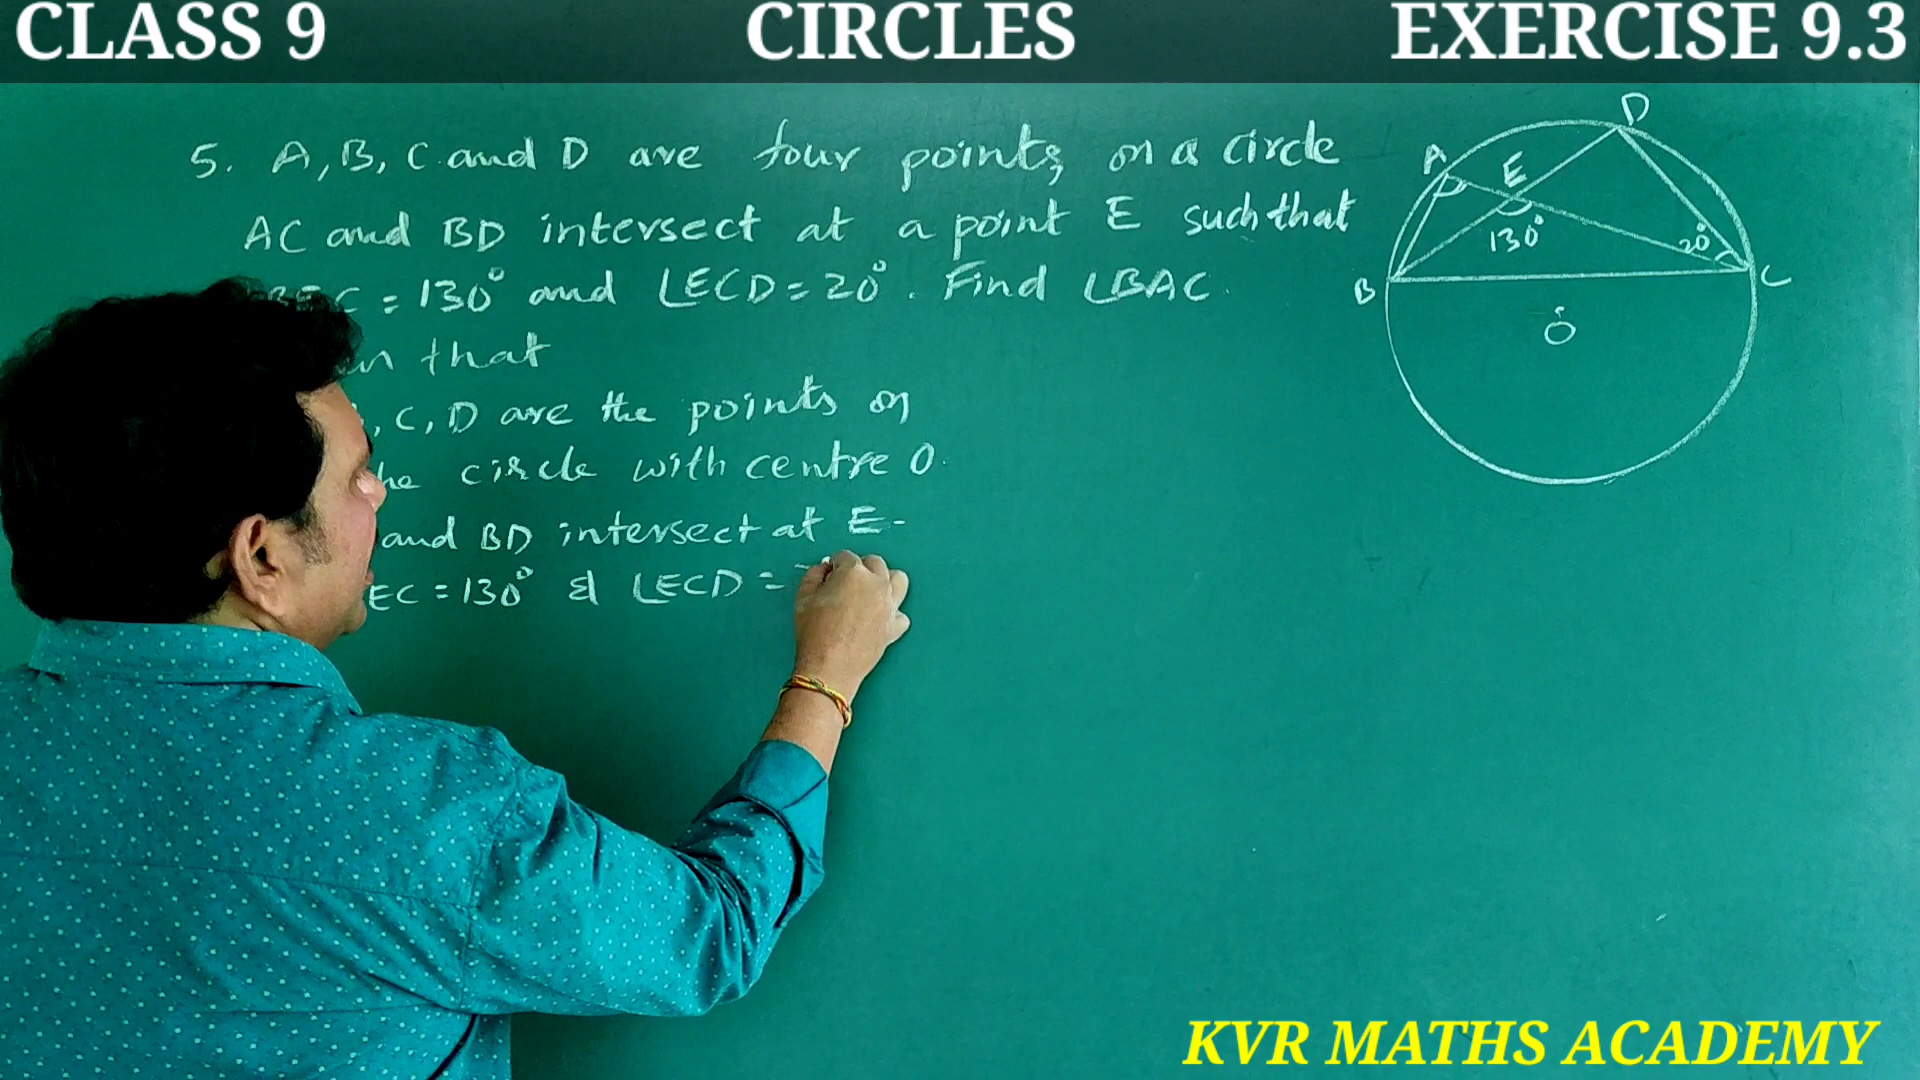 CLASS 9 CIRCLES EXERCISE 9.3
5. A, B, C and D are four points on a circle
AC and BD intersect at a point E such that
= 130° and ∠ECD = 20°. Find ∠BAC.
that
, C, D are the points on
circle with centre O.
and BD intersect at E.
EC = 130° & ∠ECD =
D
A
E
130°
20°
B
C
O
KVR MATHS ACADEMY